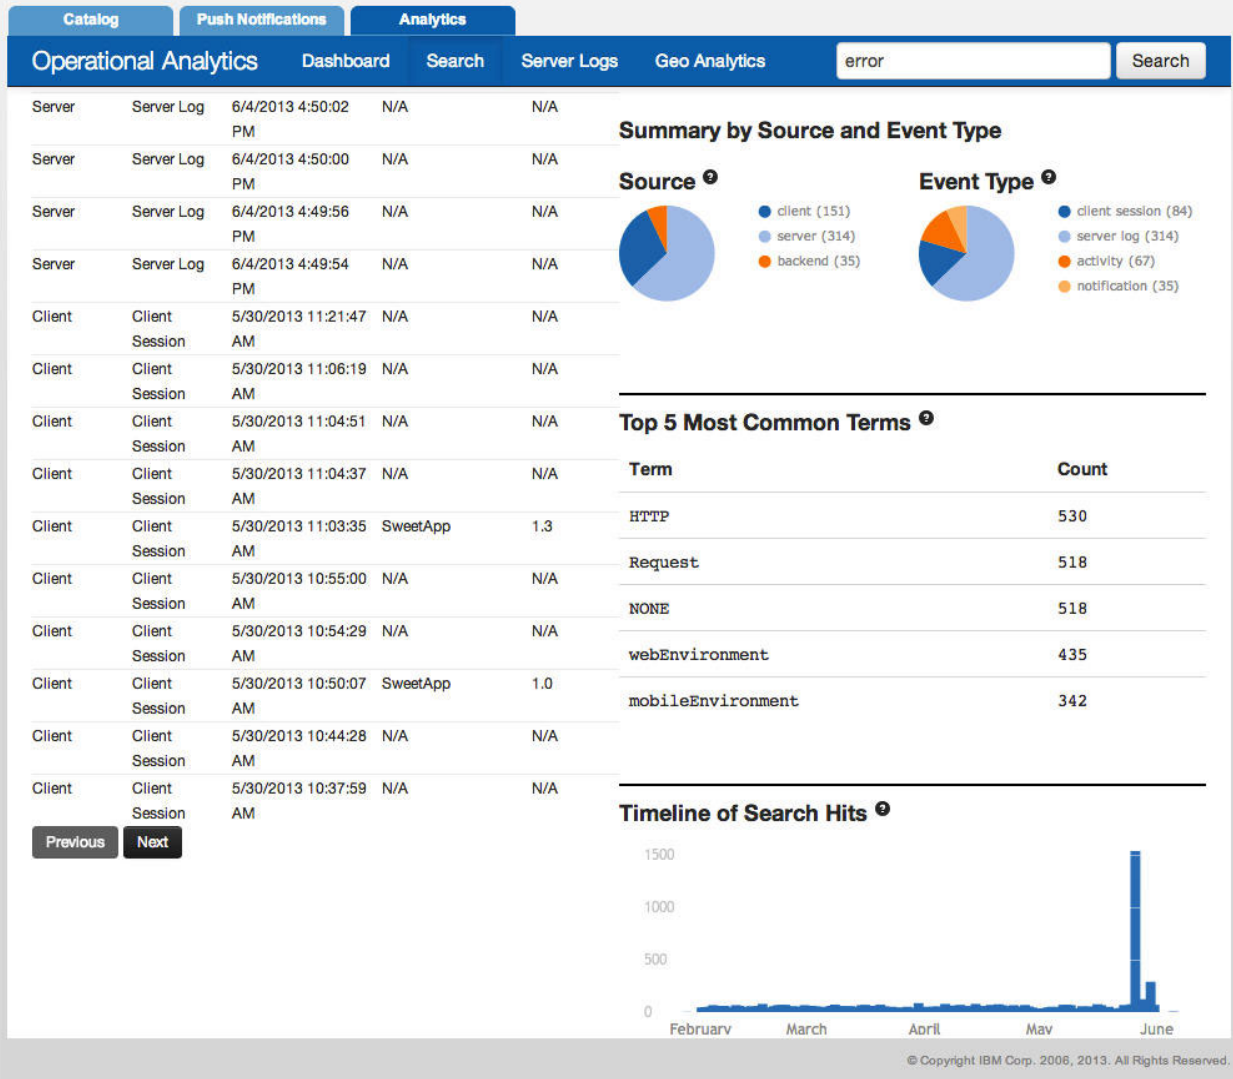 Catalog Push Notifications Analytics
Operational Analytics Dashboard Search Server Logs Geo Analytics error Search
Server Server Log 6/4/2013 4:50:02 PM N/A N/A
Server Server Log 6/4/2013 4:50:00 PM N/A N/A
Server Server Log 6/4/2013 4:49:56 PM N/A N/A
Server Server Log 6/4/2013 4:49:54 PM N/A N/A
Client Client Session 5/30/2013 11:21:47 AM N/A N/A
Client Client Session 5/30/2013 11:06:19 AM N/A N/A
Client Client Session 5/30/2013 11:04:51 AM N/A N/A
Client Client Session 5/30/2013 11:04:37 AM N/A N/A
Client Client Session 5/30/2013 11:03:35 AM SweetApp 1.3
Client Client Session 5/30/2013 10:55:00 AM N/A N/A
Client Client Session 5/30/2013 10:54:29 AM N/A N/A
Client Client Session 5/30/2013 10:50:07 AM SweetApp 1.0
Client Client Session 5/30/2013 10:44:28 AM N/A N/A
Client Client Session 5/30/2013 10:37:59 AM N/A N/A
Previous Next
Summary by Source and Event Type
Source ?
client (151)
server (314)
backend (35)
Event Type ?
client session (84)
server log (314)
activity (67)
notification (35)
Top 5 Most Common Terms ?
Term Count
HTTP 530
Request 518
NONE 518
webEnvironment 435
mobileEnvironment 342
Timeline of Search Hits ?
1500
1000
500
0
February March April May June
© Copyright IBM Corp. 2006, 2013. All Rights Reserved.